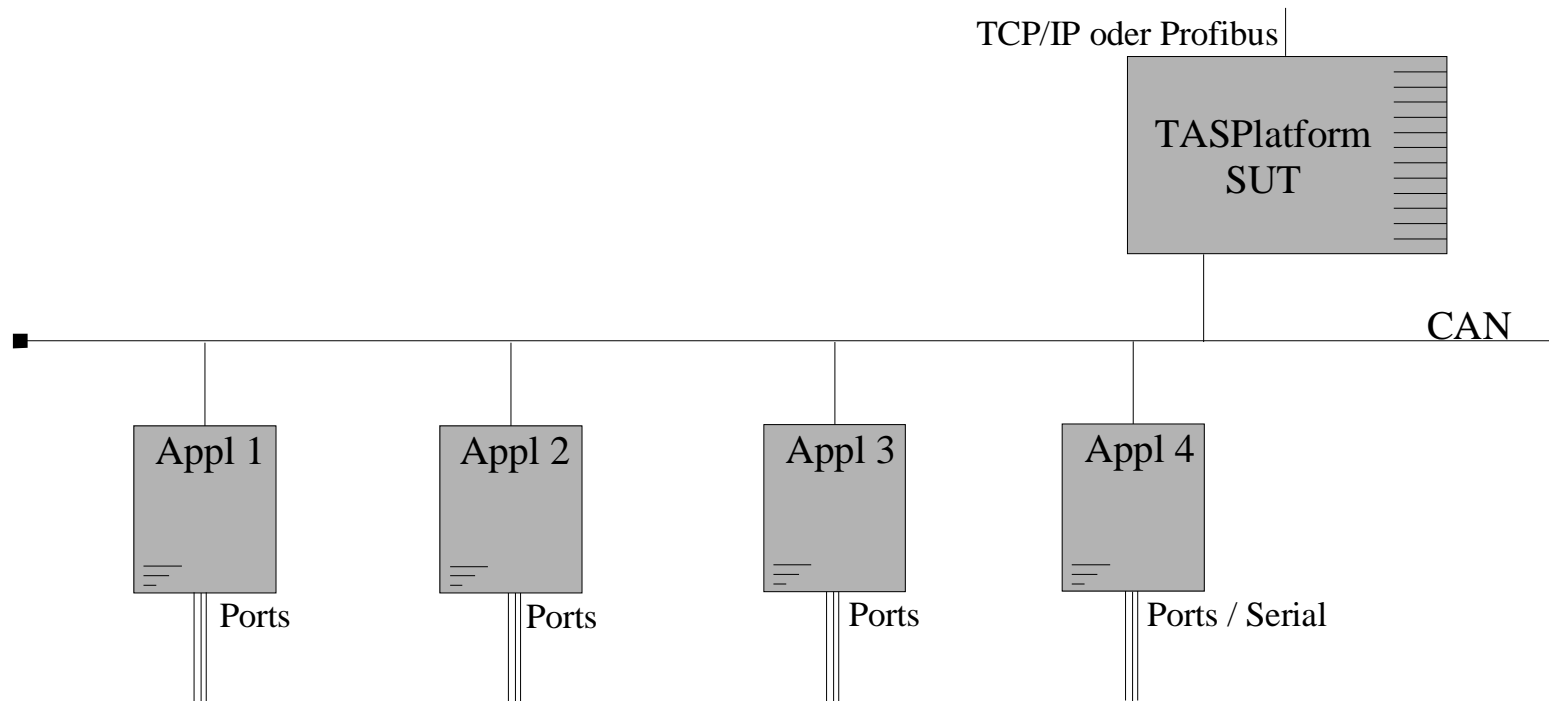 TCP/IP oder Profibus
TASPlatform
SUT
CAN
Appl 1
Appl 2
Appl 3
Appl 4
Ports
Ports
Ports
Ports / Serial